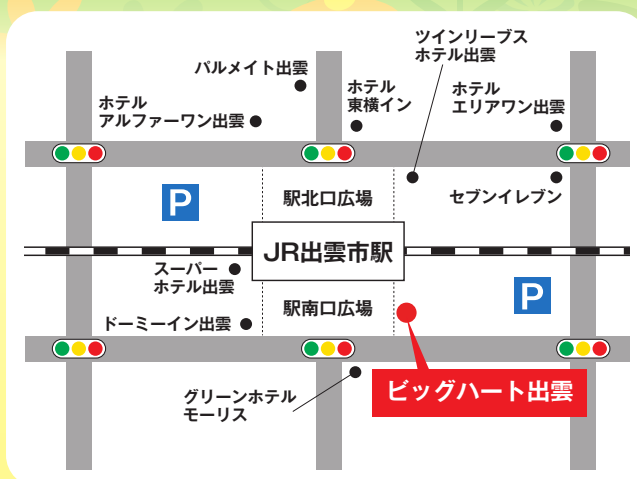 ツインリーブス
ホテル出雲
パルメイト出雲
ホテル
東横イン
ホテル
エリアワン出雲
ホテル
アルファーワン出雲
P
駅北口広場
セブンイレブン
JR出雲市駅
スーパー
ホテル出雲
P
駅南口広場
ドーミーイン出雲
ビッグハート出雲
グリーンホテル
モーリス